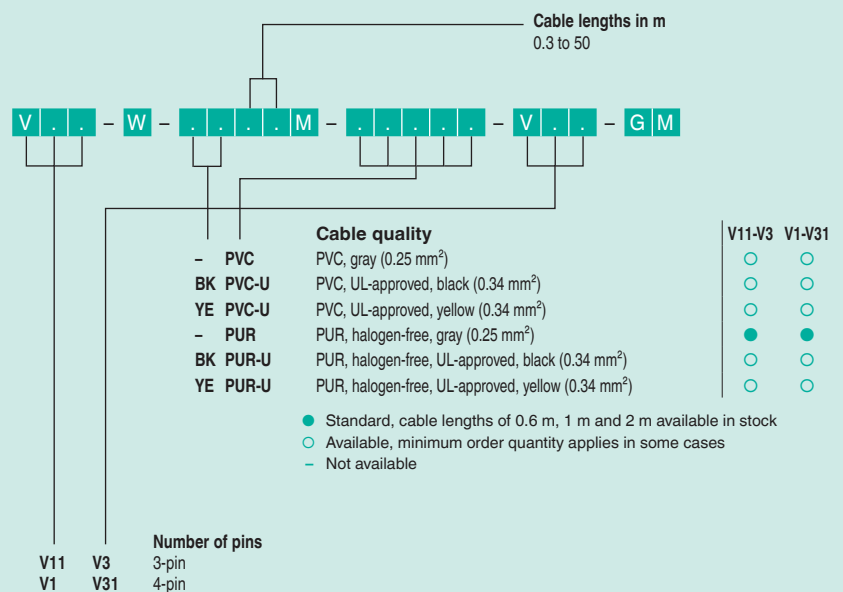 Cable lengths in m
0.3 to 50
V . . – W – . . . . M – . . . . . – V . . – G M
Cable quality V11-V3 V1-V31
– PVC PVC, gray (0.25 mm²) ○ ○
BK PVC-U PVC, UL-approved, black (0.34 mm²) ○ ○
YE PVC-U PVC, UL-approved, yellow (0.34 mm²) ○ ○
– PUR PUR, halogen-free, gray (0.25 mm²) ● ●
BK PUR-U PUR, halogen-free, UL-approved, black (0.34 mm²) ○ ○
YE PUR-U PUR, halogen-free, UL-approved, yellow (0.34 mm²) ○ ○
● Standard, cable lengths of 0.6 m, 1 m and 2 m available in stock
○ Available, minimum order quantity applies in some cases
– Not available
Number of pins
V11 V3 3-pin
V1 V31 4-pin